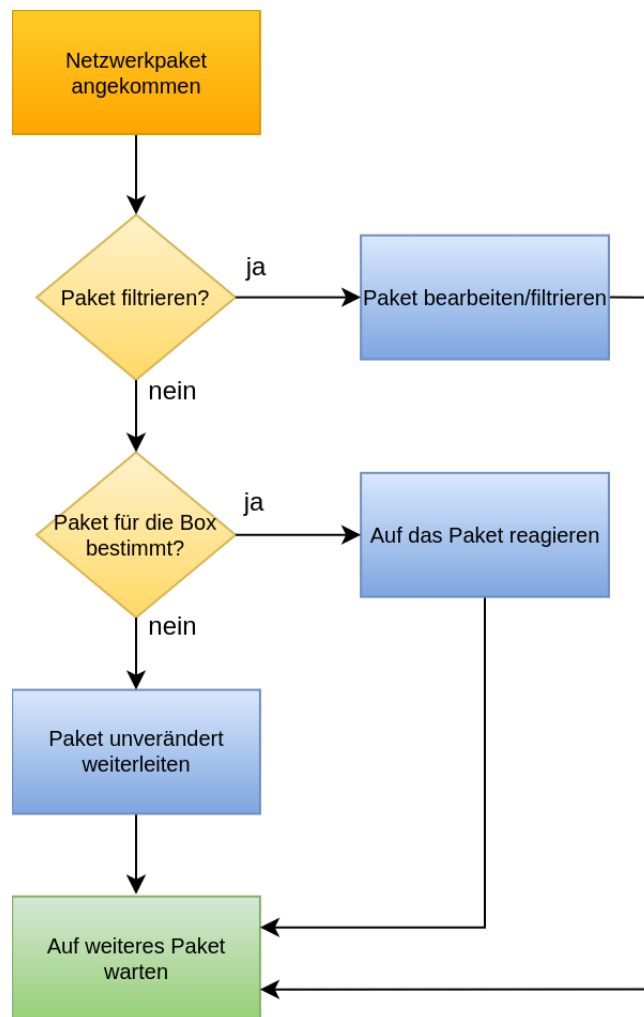 Netzwerkpaket
angekommen
Paket filtrieren?
ja
Paket bearbeiten/filtrieren
nein
Paket für die Box
bestimmt?
ja
Auf das Paket reagieren
nein
Paket unverändert
weiterleiten
Auf weiteres Paket
warten